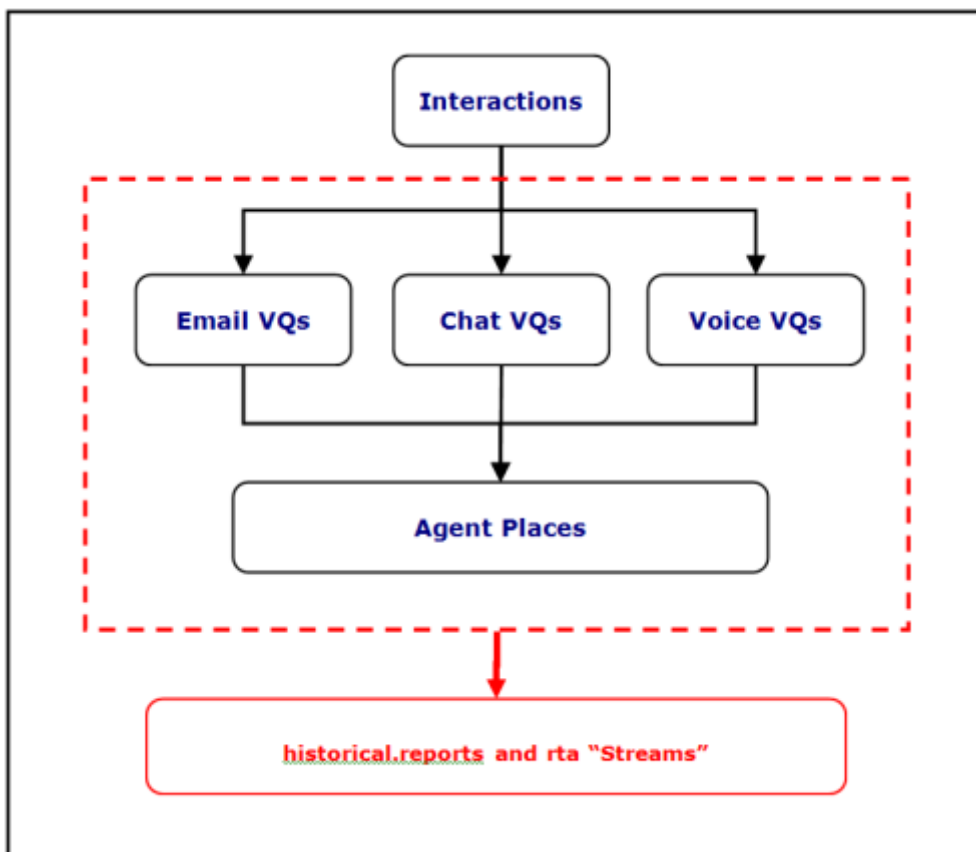 Interactions
Email VQs
Chat VQs
Voice VQs
Agent Places
historical.reports and rta “Streams”